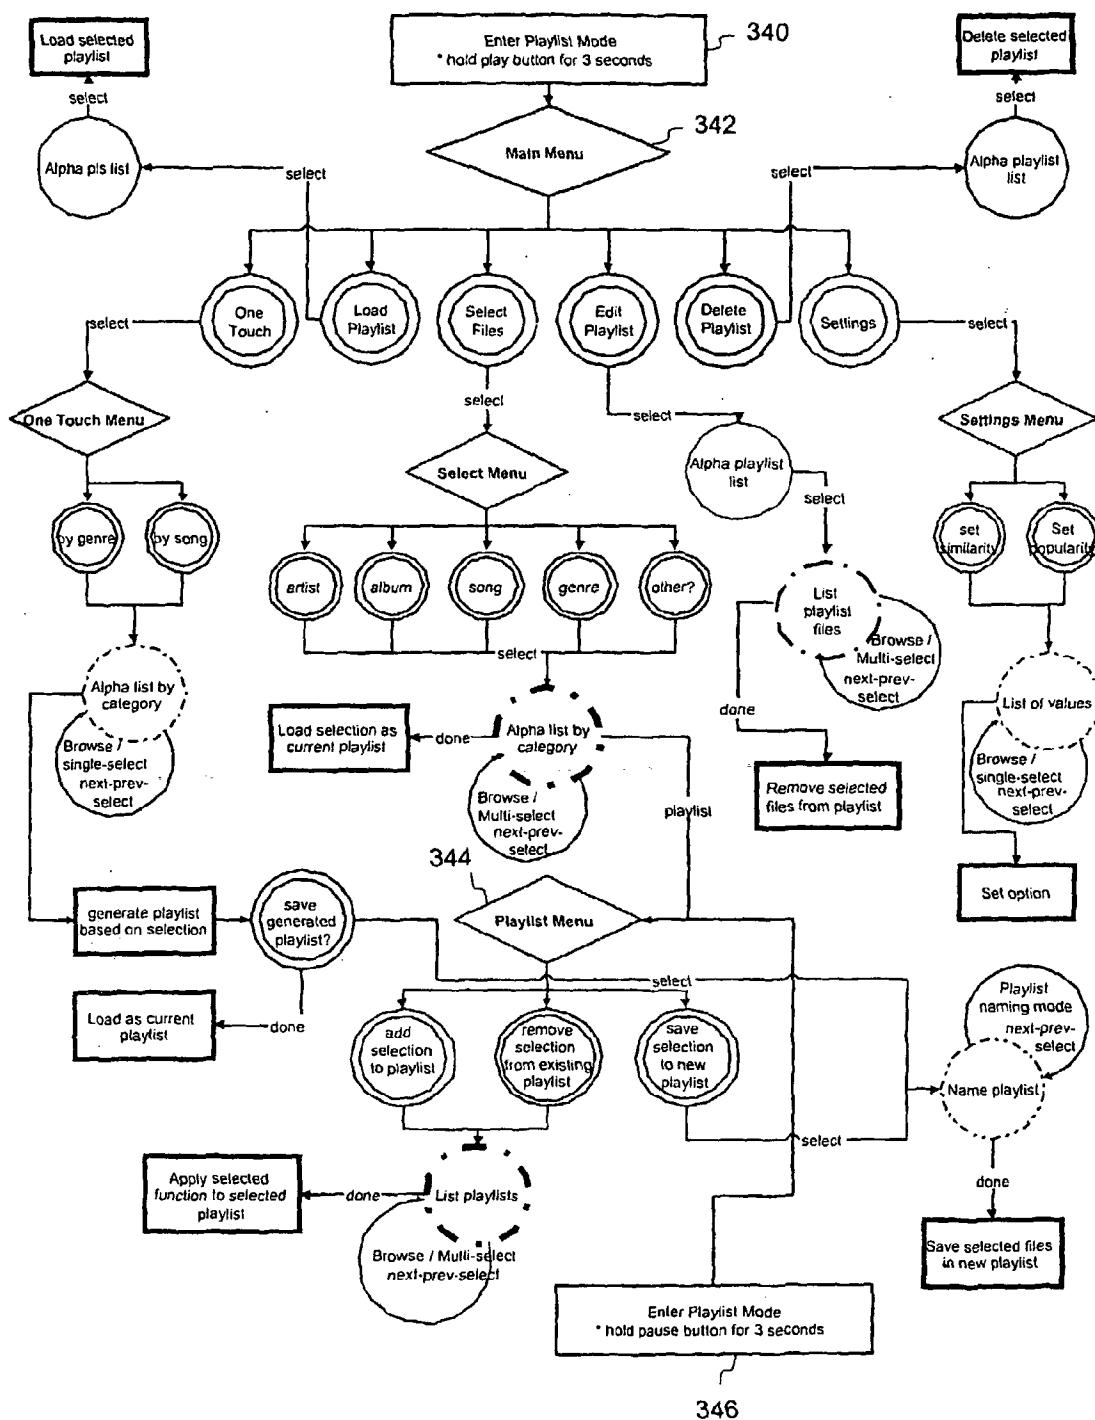 Load selected
playlist
Enter Playlist Mode
* hold play button for 3 seconds
340
Delete selected
playlist
select
select
342
Main Menu
Alpha pls list
select
select
Alpha playlist
list
One
Touch
Load
Playlist
Select
Files
Edit
Playlist
Delete
Playlist
Settings
select
select
select
select
One Touch Menu
Select Menu
Settings Menu
Alpha playlist
list
select
by genre
by song
set
similarity
Set
popularity
artist
album
song
genre
other?
List
playlist
files
Browse /
Multi-select
next-prev-
select
select
Alpha list by
category
Browse /
single-select
next-prev-
select
Load selection as
current playlist
done
Alpha list by
category
Browse /
Multi-select
next-prev-
select
playlist
done
Remove selected
files from playlist
List of values
Browse /
single-select
next-prev-
select
Set option
344
generate playlist
based on selection
save
generated
playlist?
Playlist Menu
select
Load as current
playlist
done
add
selection
to playlist
remove
selection
from existing
playlist
save
selection
to new
playlist
Playlist
naming mode
next-prev-
select
Name playlist
select
Apply selected
function to selected
playlist
done
List playlists
Browse / Multi-select
next-prev-select
done
Save selected files
in new playlist
Enter Playlist Mode
* hold pause button for 3 seconds
346